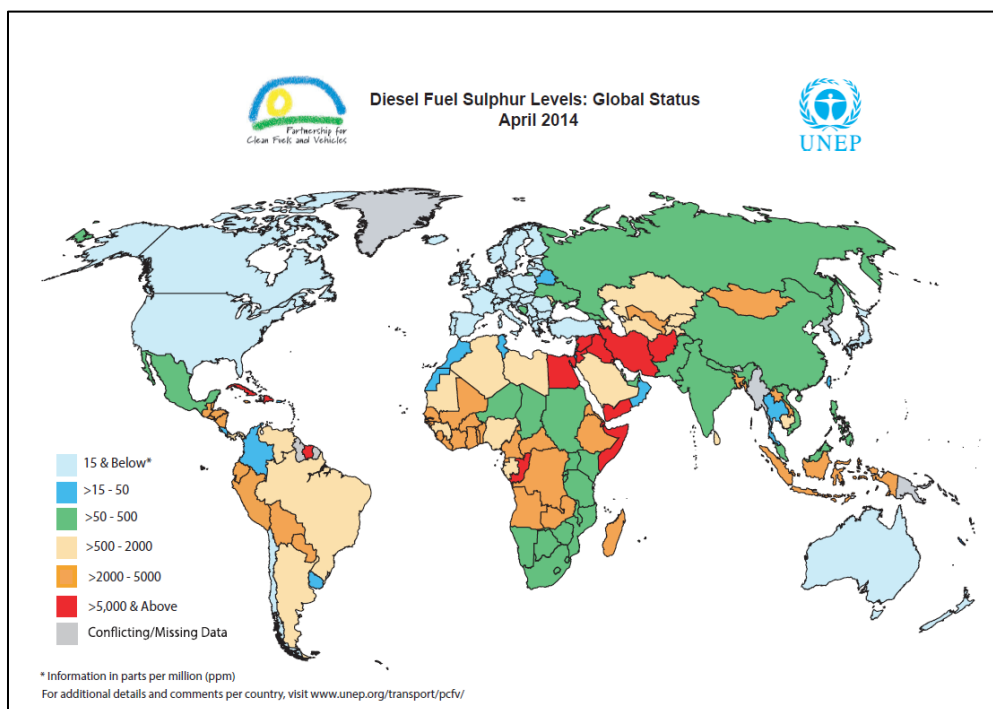 Diesel Fuel Sulphur Levels: Global Status
April 2014
Partnership for
Clean Fuels and Vehicles
UNEP
15 & Below*
>15 - 50
>50 - 500
>500 - 2000
>2000 - 5000
>5,000 & Above
Conflicting/Missing Data
* Information in parts per million (ppm)
For additional details and comments per country, visit www.unep.org/transport/pcfv/